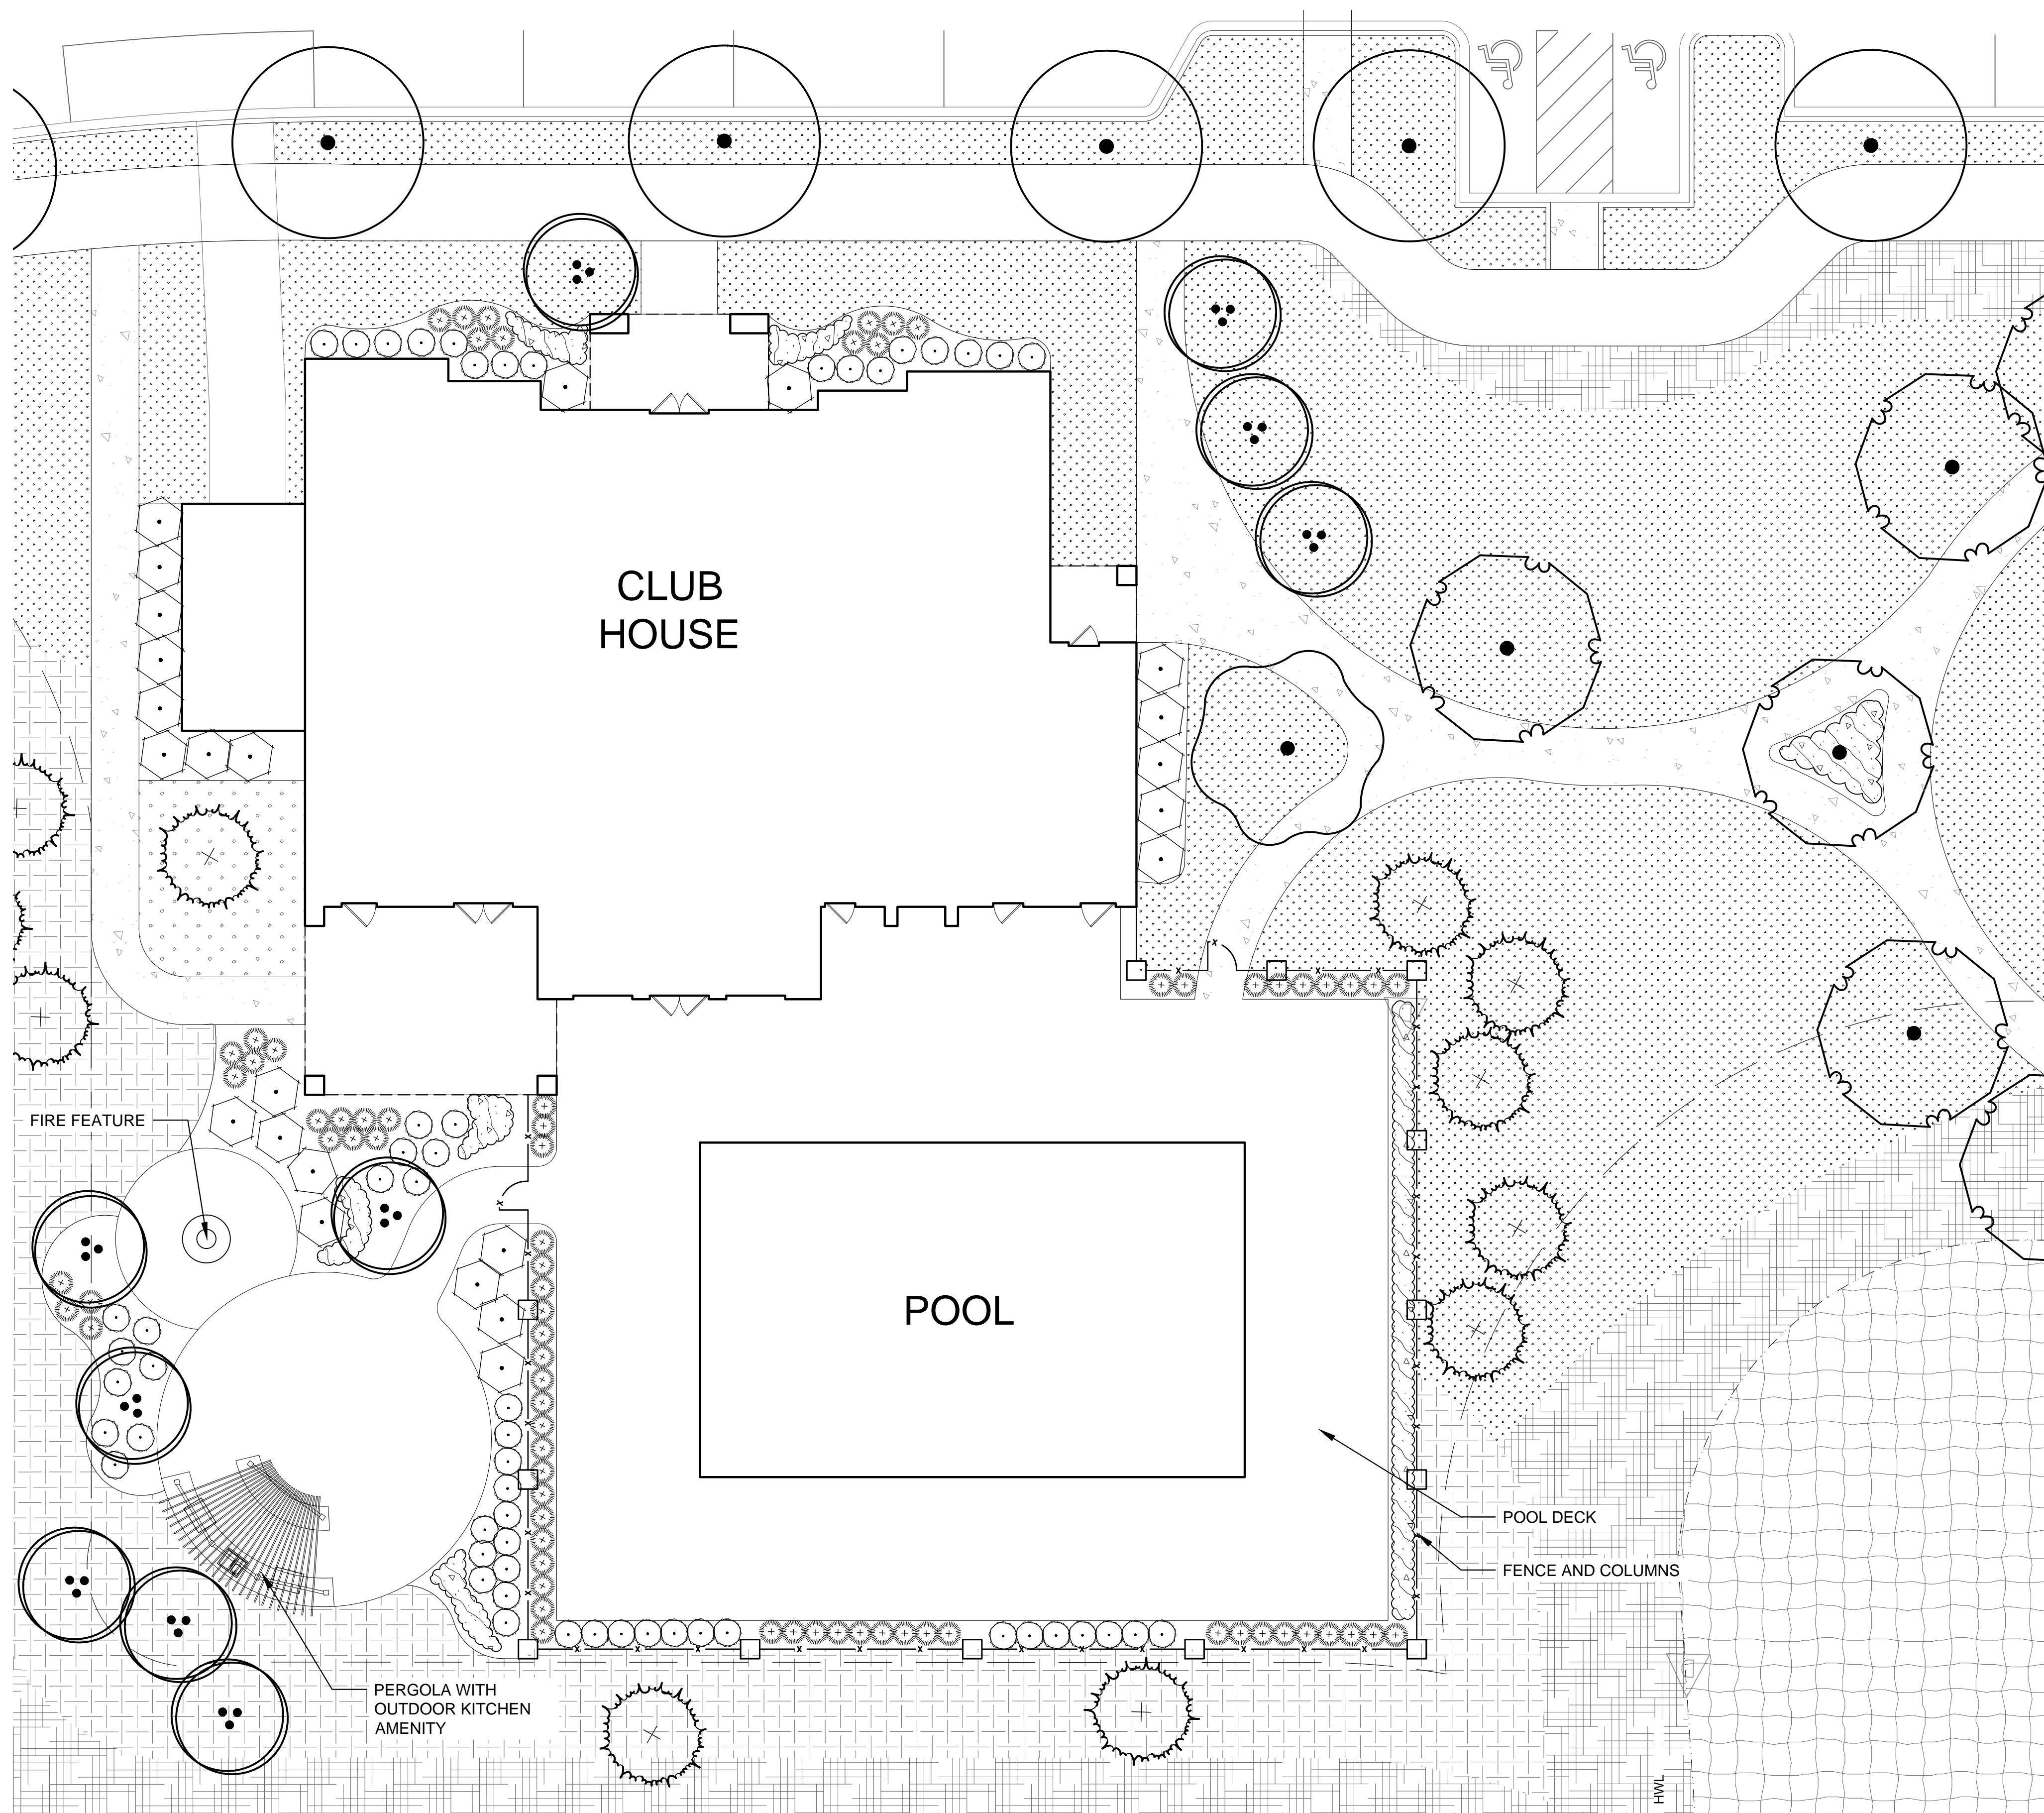 CLUB
HOUSE
FIRE FEATURE
POOL
POOL DECK
FENCE AND COLUMNS
PERGOLA WITH
OUTDOOR KITCHEN
AMENITY
HWL